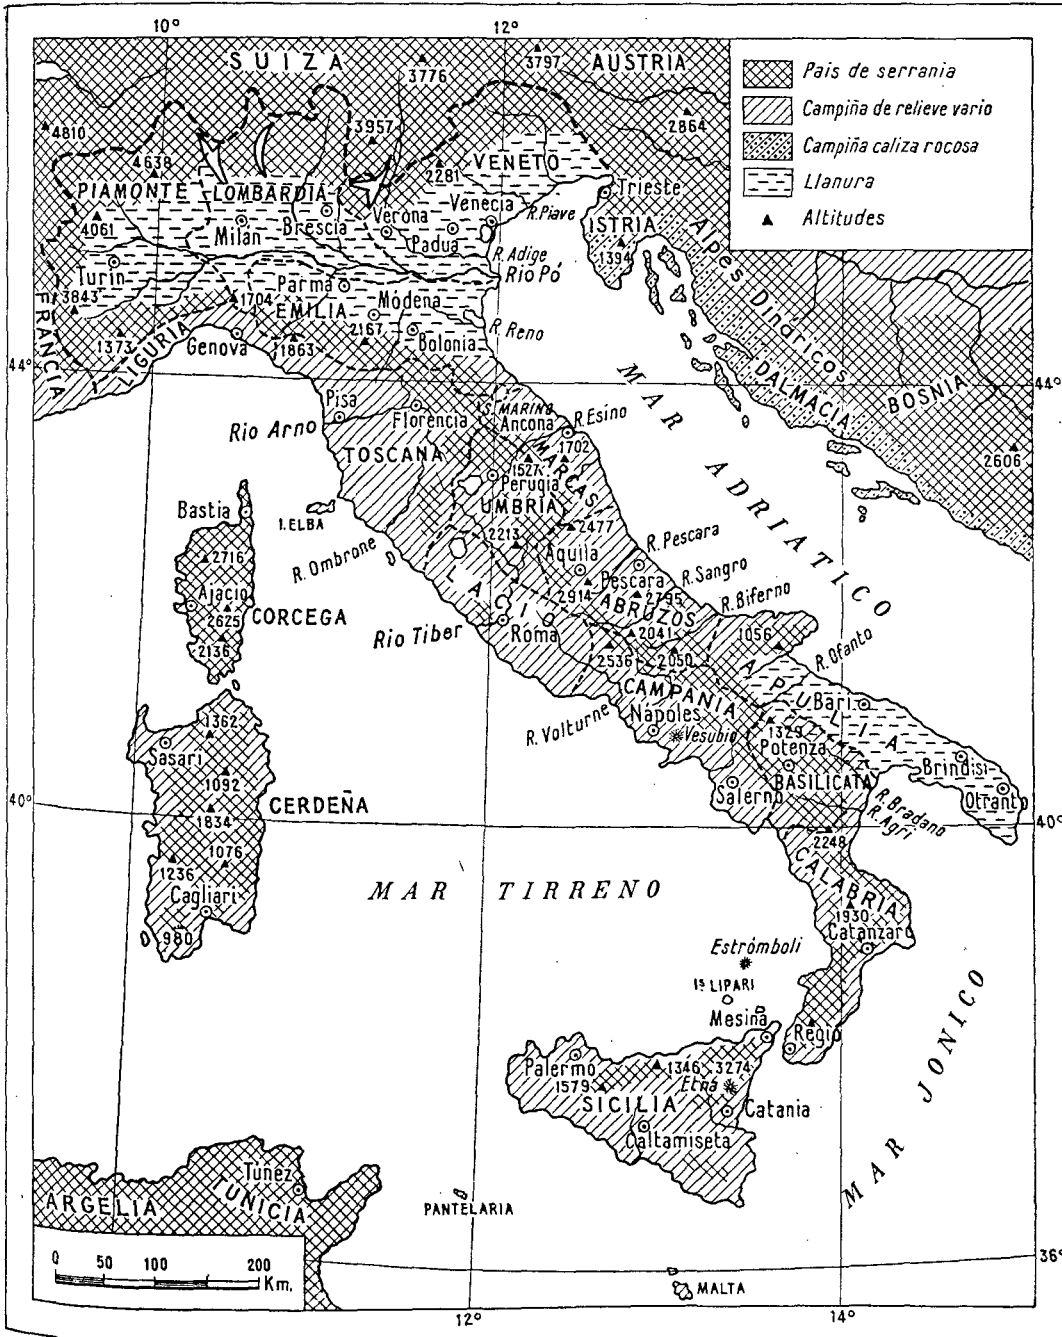 10°
12°
SUIZA
3776
3797
AUSTRIA
País de serranía
Campiña de relieve vario
Campiña caliza rocosa
Llanura
Altitudes
4810
3957
2864
4638
2281
VENETO
PIAMONTE
LOMBARDIA
Trieste
4061
Milan
Brescia
Verona
Venecia
R. Piave
Padua
ISTRIA
1394
R. Adige
Rio Pó
Turin
Parma
Módena
3843
1704
EMILIA
2167
R. Reno
Bolonia
FRANCIA
1373
LIGURIA
Genova
1863
Alpes Dináricos
44°
44°
DALMACIA
BOSNIA
2606
Pisa
Florencia
S. MARINO
Ancona
R. Esino
Rio Arno
TOSCANA
1702
MARCAS
1527
Perugia
UMBRIA
MAR ADRIATICO
Bastia
I. ELBA
2213
2477
R. Ombrone
2716
Aquila
R. Pescara
Ajacio
2625
CORCEGA
2136
LACIO
2914
Pescara
2795
R. Sangro
ABRUZOS
R. Biferno
Rio Tiber
Roma
2041
2536
2050
1056
R. Ofanto
APULIA
CAMPANIA
Bari
R. Volturne
Napoles
Vesubio
1329
Potenza
1362
Sasari
BASILICATA
Brindisi
1092
Salerno
Otranto
40°
CERDEÑA
R. Bradano
R. Agri
40°
1834
2248
1076
1236
CALABRIA
Cagliari
MAR TIRRENO
1930
Catanzaro
980
Estrómboli
Is LIPARI
Mesina
Regio
MAR JONICO
Palermo
1346
3274
1579
Etna
SICILIA
Catania
Caltamiseta
Túnez
ARGELIA
TUNICIA
PANTELARIA
36°
0 50 100 200
Km.
MALTA
12°
14°